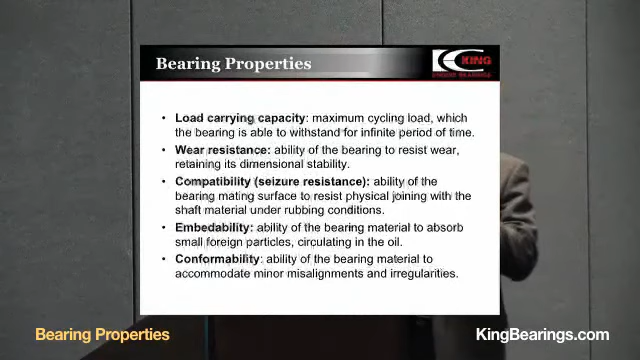 Bearing Properties
KING
ENGINE BEARINGS
• Load carrying capacity: maximum cycling load, which
the bearing is able to withstand for infinite period of time.
• Wear resistance: ability of the bearing to resist wear,
retaining its dimensional stability.
• Compatibility (seizure resistance): ability of the
bearing mating surface to resist physical joining with the
shaft material under rubbing conditions.
• Embedability: ability of the bearing material to absorb
small foreign particles, circulating in the oil.
• Conformability: ability of the bearing material to
accommodate minor misalignments and irregularities.
Bearing Properties
KingBearings.com